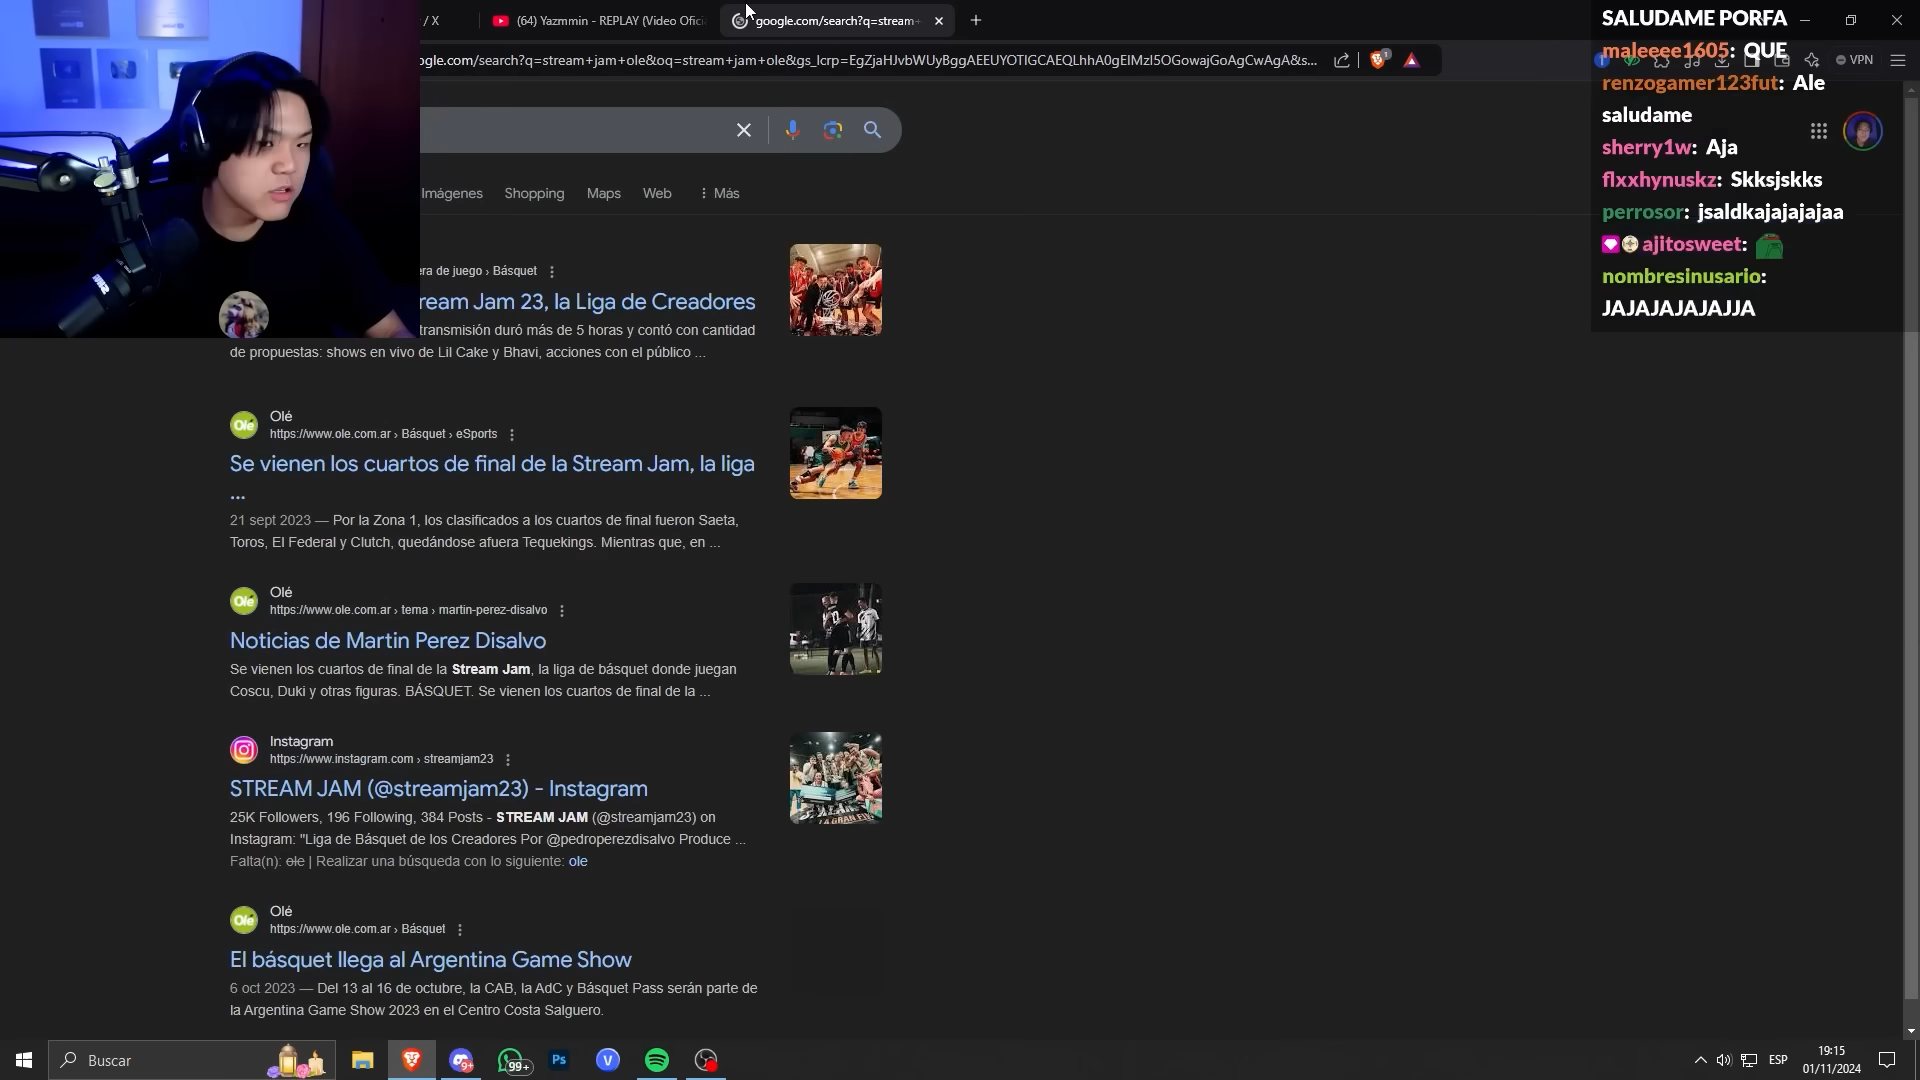 / X
(64) Yazmmin - REPLAY (Video Ofici
google.com/search?q=stream+
gle.com/search?q=stream+jam+ole&oq=stream+jam+ole&gs_lcrp=EgZjaHJvbWUyBggAEEUYOTIGCAEQLhhA0gEIMzI5OGowajGoAgCwAgA&s...
1
VPN
Imágenes
Shopping
Maps
Web
Más
ra de juego › Básquet
ream Jam 23, la Liga de Creadores
transmisión duró más de 5 horas y contó con cantidad
de propuestas: shows en vivo de Lil Cake y Bhavi, acciones con el público ...
Olé
Olé
https://www.ole.com.ar › Básquet › eSports
Se vienen los cuartos de final de la Stream Jam, la liga
...
21 sept 2023 — Por la Zona 1, los clasificados a los cuartos de final fueron Saeta,
Toros, El Federal y Clutch, quedándose afuera Tequekings. Mientras que, en ...
Olé
Olé
https://www.ole.com.ar › tema › martin-perez-disalvo
Noticias de Martin Perez Disalvo
Se vienen los cuartos de final de la Stream Jam, la liga de básquet donde juegan
Coscu, Duki y otras figuras. BÁSQUET. Se vienen los cuartos de final de la ...
Instagram
https://www.instagram.com › streamjam23
STREAM JAM (@streamjam23) - Instagram
25K Followers, 196 Following, 384 Posts - STREAM JAM (@streamjam23) on
Instagram: "Liga de Básquet de los Creadores Por @pedroperezdisalvo Produce ...
Falta(n): ole | Realizar una búsqueda con lo siguiente: ole
Olé
Olé
https://www.ole.com.ar › Básquet
El básquet llega al Argentina Game Show
6 oct 2023 — Del 13 al 16 de octubre, la CAB, la AdC y Básquet Pass serán parte de
la Argentina Game Show 2023 en el Centro Costa Salguero.
SALUDAME PORFA
maleeee1605: QUE
renzogamer123fut: Ale
saludame
sherry1w: Aja
flxxhynuskz: Skksjskks
perrosor: jsaldkajajajajaa
ajitosweet:
nombresinusario:
JAJAJAJAJAJJA
Buscar
9+
99+
Ps
V
ESP
19:15
01/11/2024